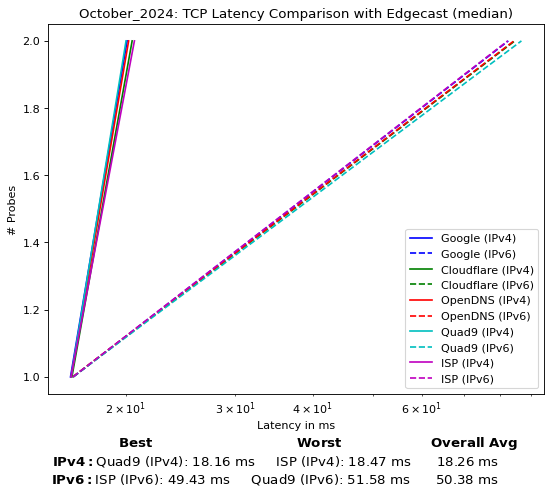 October_2024: TCP Latency Comparison with Edgecast (median)
# Probes
2.0
1.8
1.6
1.4
1.2
1.0
Google (IPv4)
Google (IPv6)
Cloudflare (IPv4)
Cloudflare (IPv6)
OpenDNS (IPv4)
OpenDNS (IPv6)
Quad9 (IPv4)
Quad9 (IPv6)
ISP (IPv4)
ISP (IPv6)
2 × 10¹ 3 × 10¹ 4 × 10¹ 6 × 10¹
Latency in ms
Best Worst Overall Avg
IPv4: Quad9 (IPv4): 18.16 ms ISP (IPv4): 18.47 ms 18.26 ms
IPv6: ISP (IPv6): 49.43 ms Quad9 (IPv6): 51.58 ms 50.38 ms